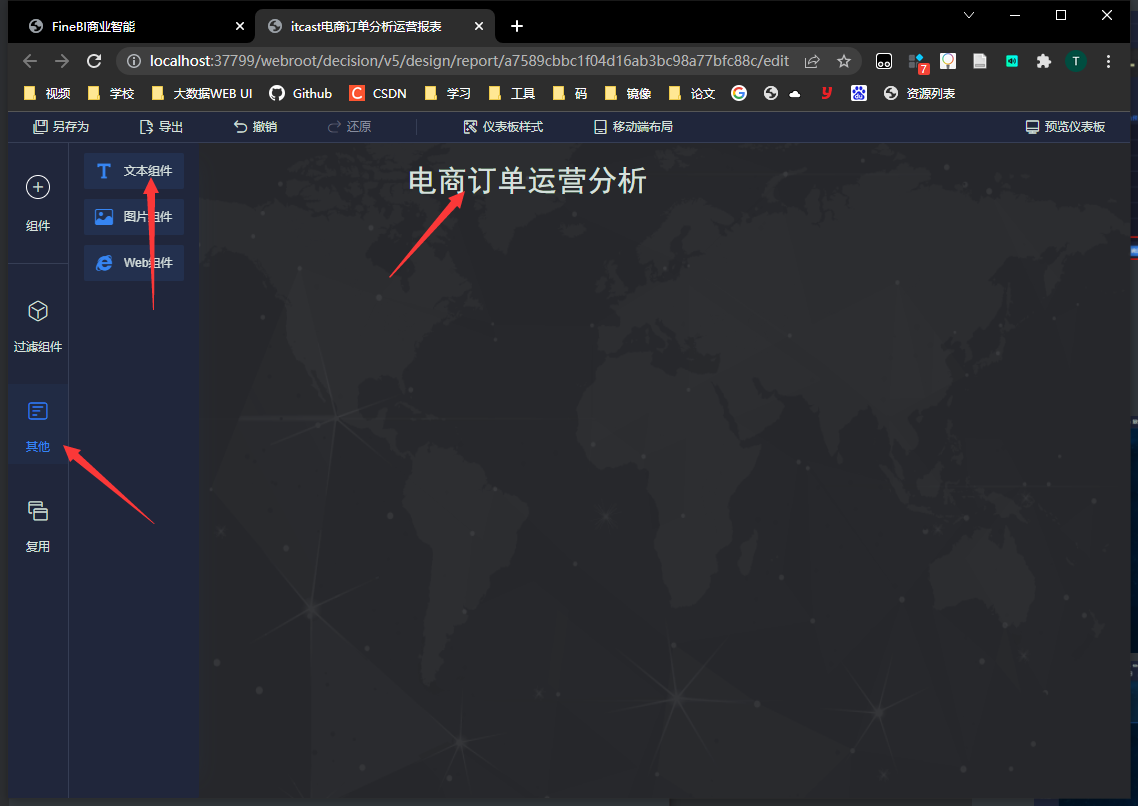 FineBI商业智能
itcast电商订单分析运营报表
localhost:37799/webroot/decision/v5/design/report/a7589cbbc1f04d16ab3bc98a77bfc88c/edit
7
T
视频 学校 大数据WEB UI Github C CSDN 学习 工具 码 镜像 论文 G y 资源列表
另存为 导出 撤销 还原 仪表板样式 移动端布局 预览仪表板
T 文本组件
电商订单运营分析
组件
图片组件
Web组件
过滤组件
其他
复用